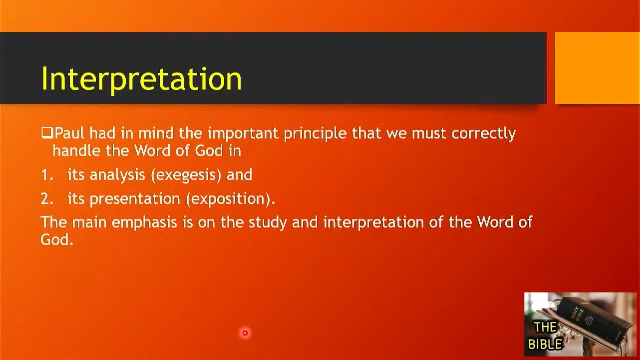 Interpretation
❑Paul had in mind the important principle that we must correctly
handle the Word of God in
1. its analysis (exegesis) and
2. its presentation (exposition).
The main emphasis is on the study and interpretation of the Word of
God.
THE
BIBLE
HOLY BIBLE